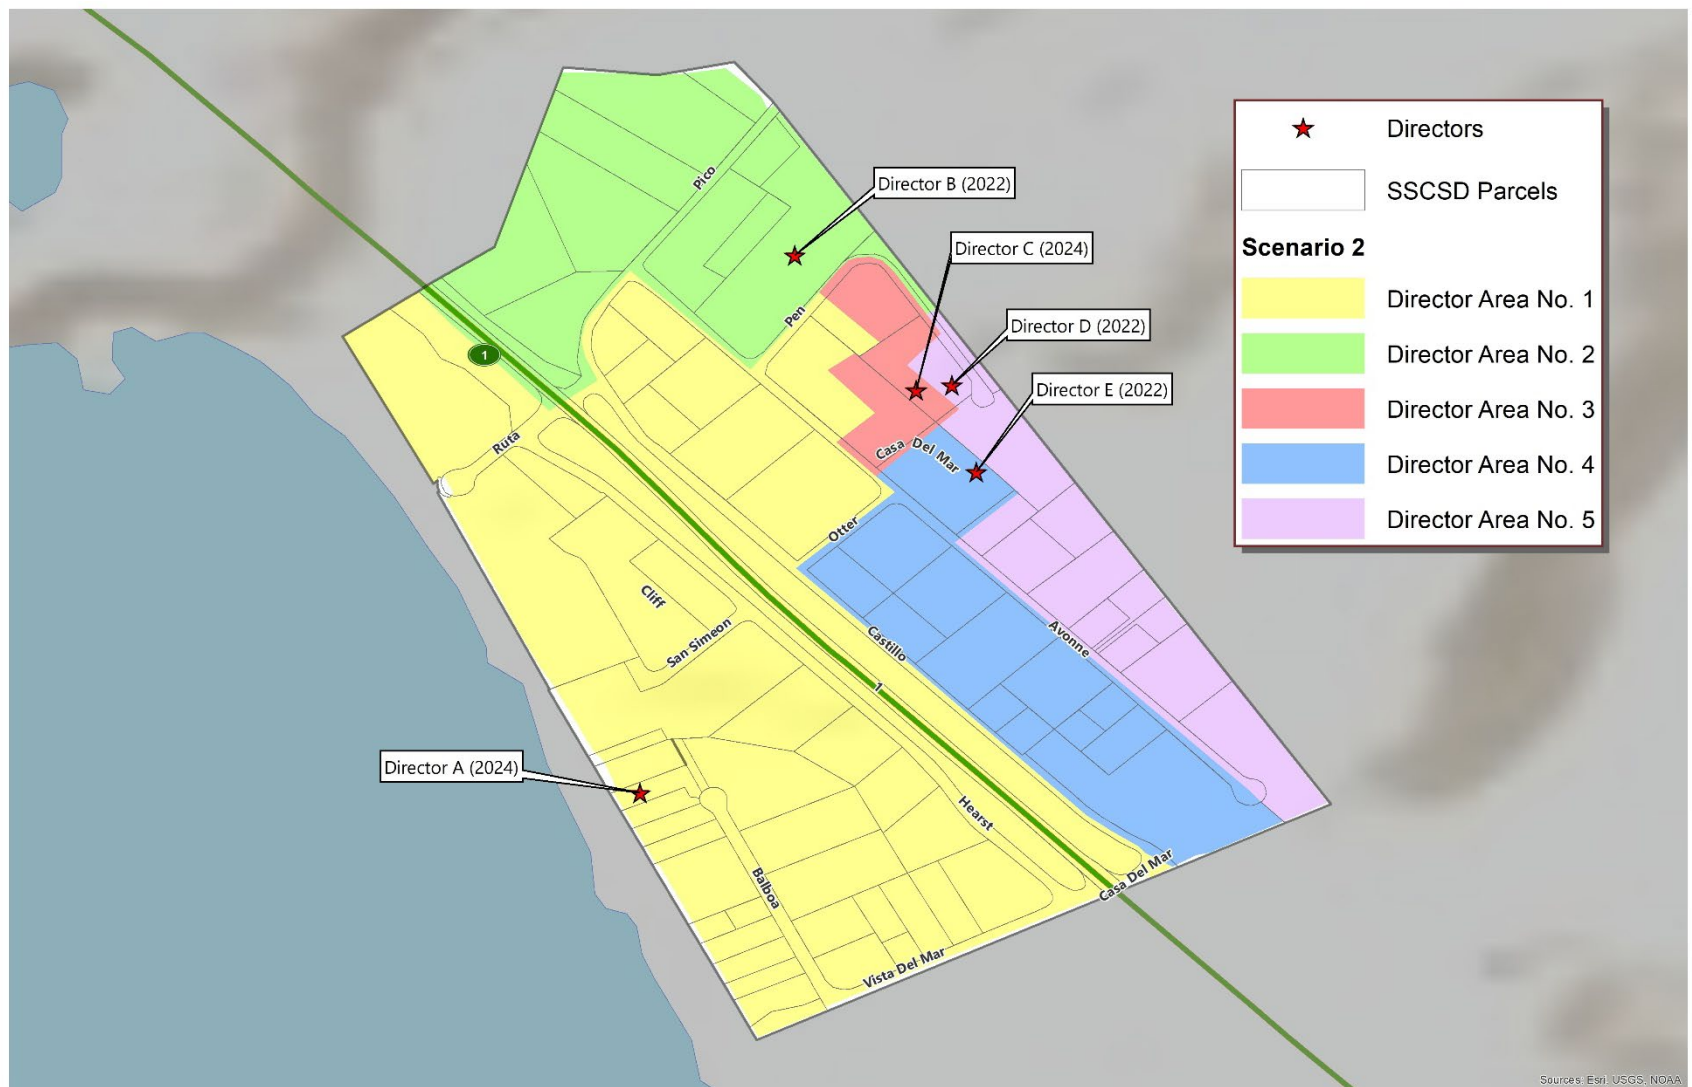 Directors
SSCSD Parcels
Scenario 2
Director Area No. 1
Director Area No. 2
Director Area No. 3
Director Area No. 4
Director Area No. 5
Pico
Director B (2022)
Director C (2024)
Pen
Director D (2022)
1
Director E (2022)
Ruta
Casa Del Mar
Otter
Cliff
San Simeon
Castillo
Avonne
1
Director A (2024)
Hearst
Balboa
Casa Del Mar
Vista Del Mar
Sources: Esri, USGS, NOAA